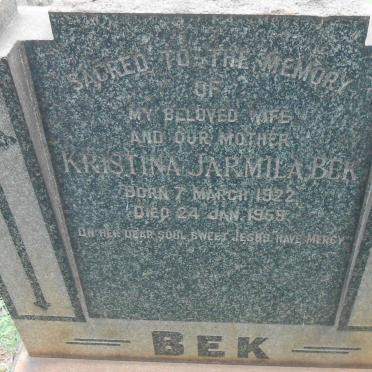 SACRED TO THE MEMORY
OF
MY BELOVED WIFE
AND OUR MOTHER
KRISTINA JARMILA BEK
BORN 7 MARCH 1922
DIED 24 JAN. 1959
ON HER DEAR SOUL SWEET JESUS HAVE MERCY
BEK